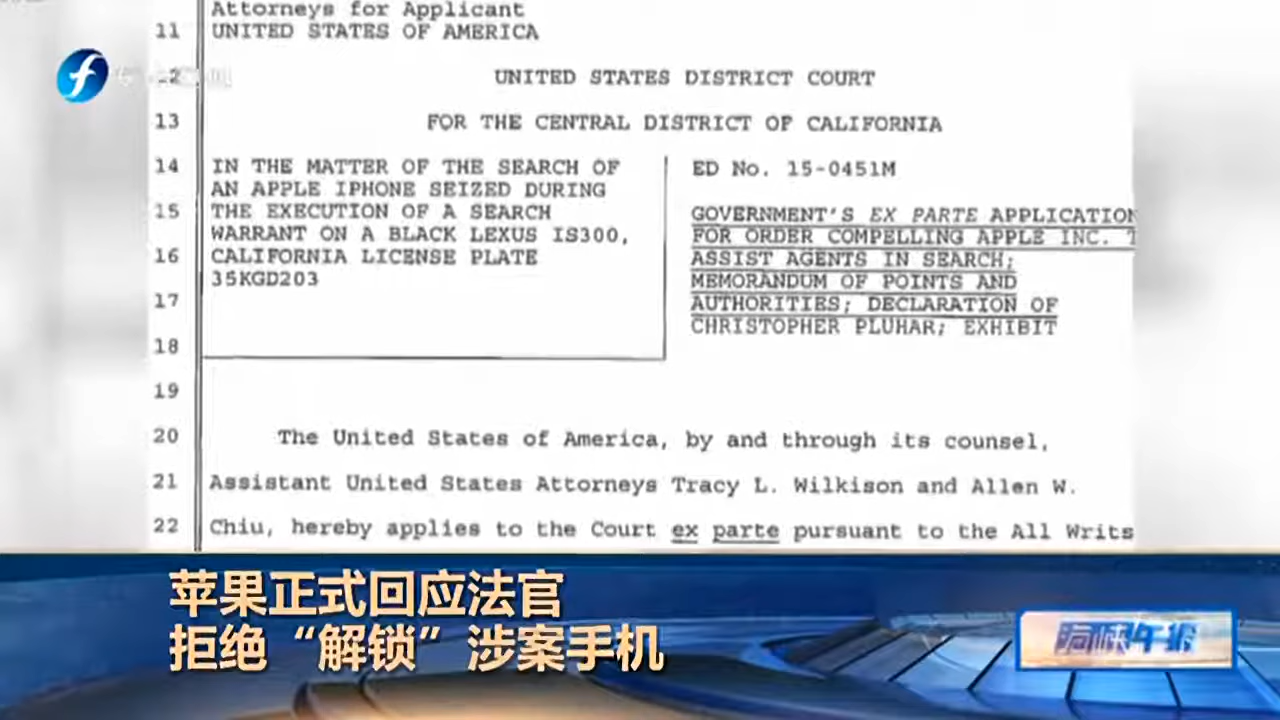 Attorneys for Applicant
11 UNITED STATES OF AMERICA
UNITED STATES DISTRICT COURT
13 FOR THE CENTRAL DISTRICT OF CALIFORNIA
14 IN THE MATTER OF THE SEARCH OF
AN APPLE IPHONE SEIZED DURING
15 THE EXECUTION OF A SEARCH
WARRANT ON A BLACK LEXUS IS300,
16 CALIFORNIA LICENSE PLATE
35KGD203
17
18
ED No. 15-0451M
GOVERNMENT'S EX PARTE APPLICATION
FOR ORDER COMPELLING APPLE INC. T
ASSIST AGENTS IN SEARCH;
MEMORANDUM OF POINTS AND
AUTHORITIES; DECLARATION OF
CHRISTOPHER PLUHAR; EXHIBIT
19
20 The United States of America, by and through its counsel,
21 Assistant United States Attorneys Tracy L. Wilkison and Allen W.
22 Chiu, hereby applies to the Court ex parte pursuant to the All Writs
苹果正式回应法官
拒绝“解锁”涉案手机
午报